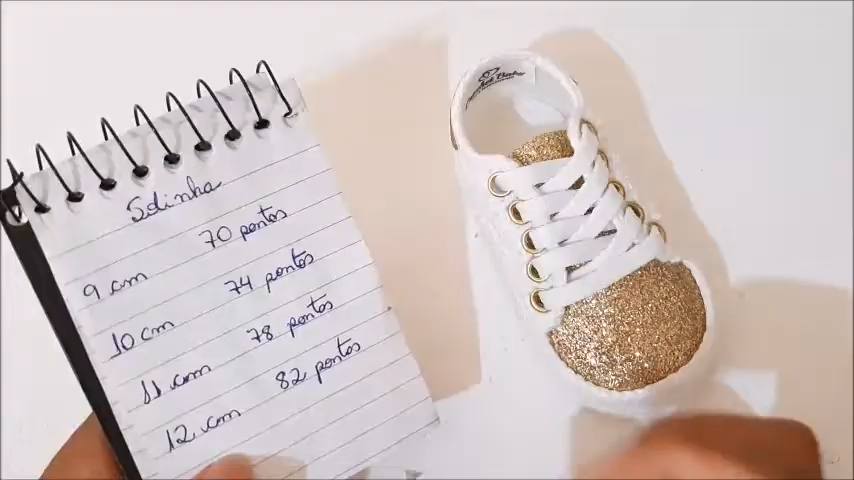 Solinha
9 cm 70 pontos
10 cm 74 pontos
11 cm 78 pontos
12 cm 82 pontos